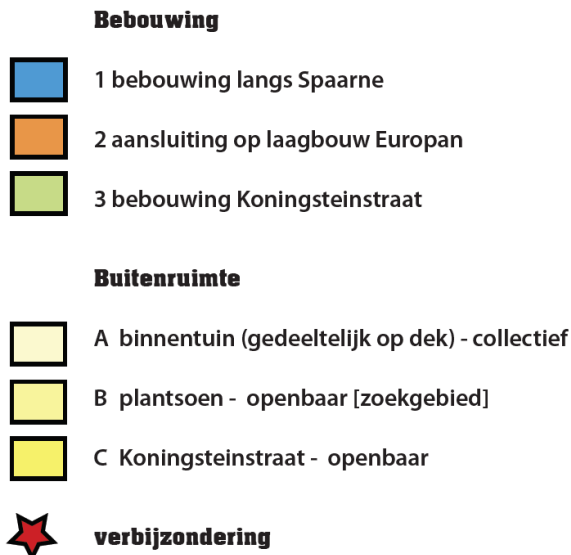 Bebouwing
1 bebouwing langs Spaarne
2 aansluiting op laagbouw Europan
3 bebouwing Koningsteinstraat
Buitenruimte
A binnentuin (gedeeltelijk op dek) - collectief
B plantsoen - openbaar [zoekgebied]
C Koningsteinstraat - openbaar
verbijzondering